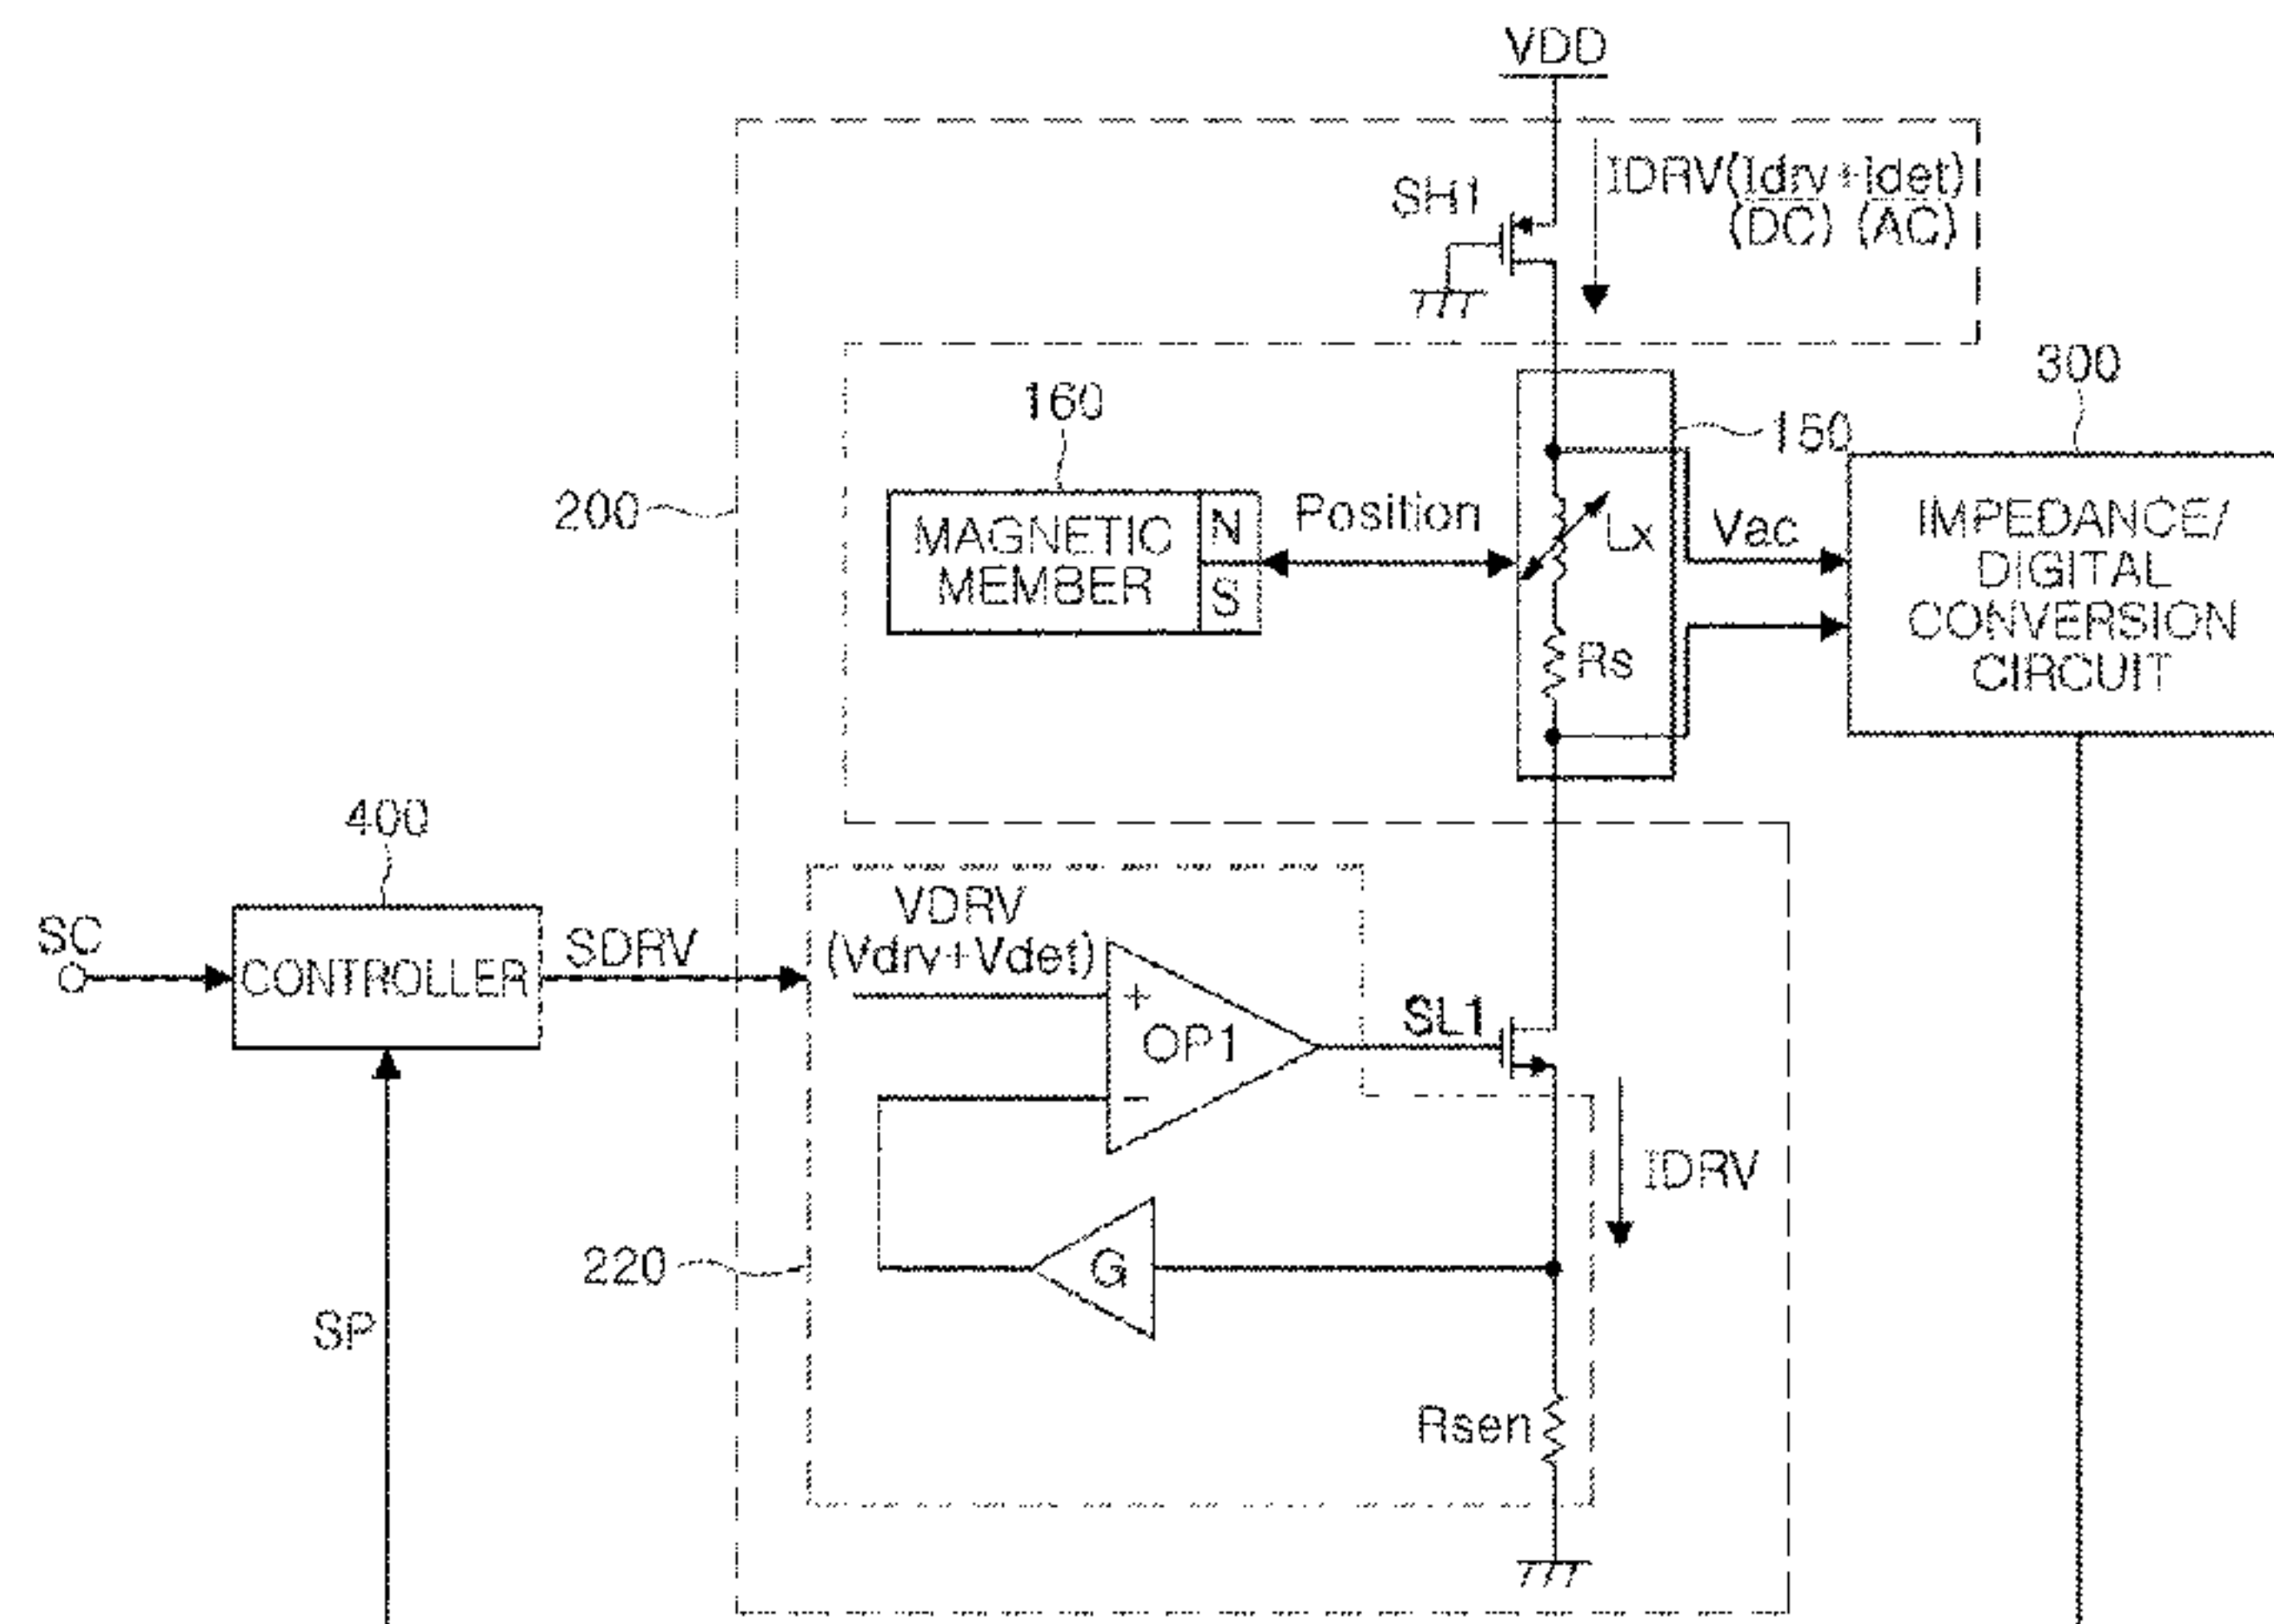 VDD
IDRV(Idrv+Idet)
(DC) (AC)
SH1
300
160
150
200
MAGNETIC
MEMBER
N
S
Position
Lx
Rs
Vac
IMPEDANCE/
DIGITAL
CONVERSION
CIRCUIT
400
SC
CONTROLLER
SDRV
VDRV
(Vdrv+Vdet)
+
OP1
−
SL1
IDRV
220
G
SP
Rsen